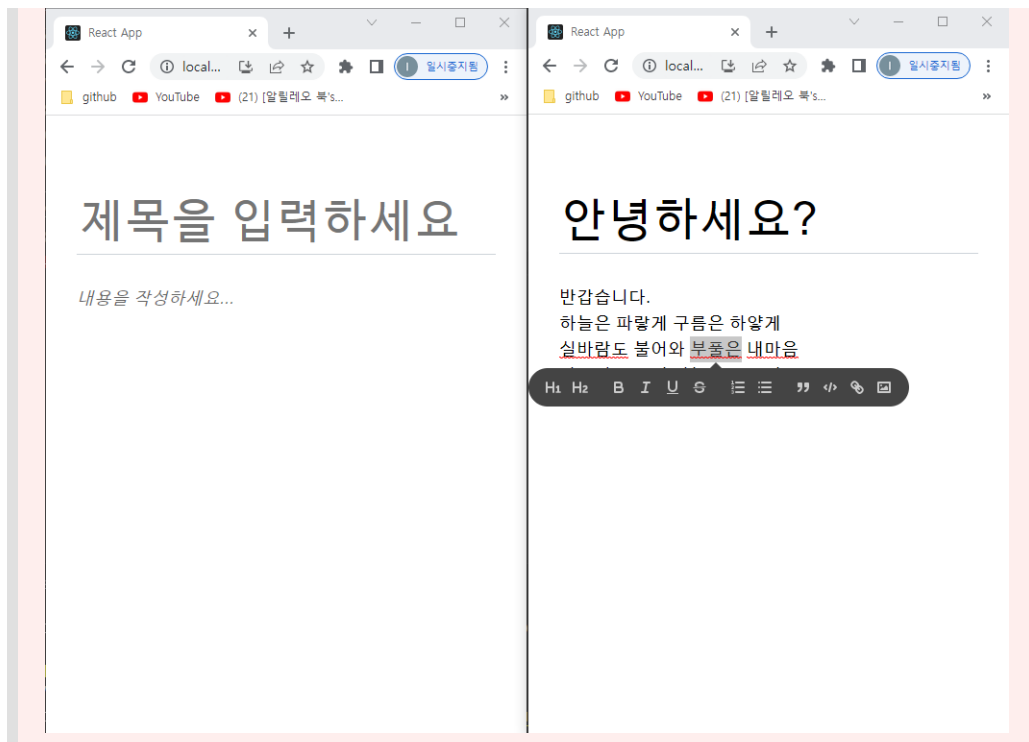 React App
local...
일시중지됨
github
YouTube
(21) [알릴레오 북's...
제목을 입력하세요
내용을 작성하세요...
React App
local...
일시중지됨
github
YouTube
(21) [알릴레오 북's...
안녕하세요?
반갑습니다.
하늘은 파랗게 구름은 하얗게
실바람도 불어와 부풀은 내마음
H1 H2 B I U S